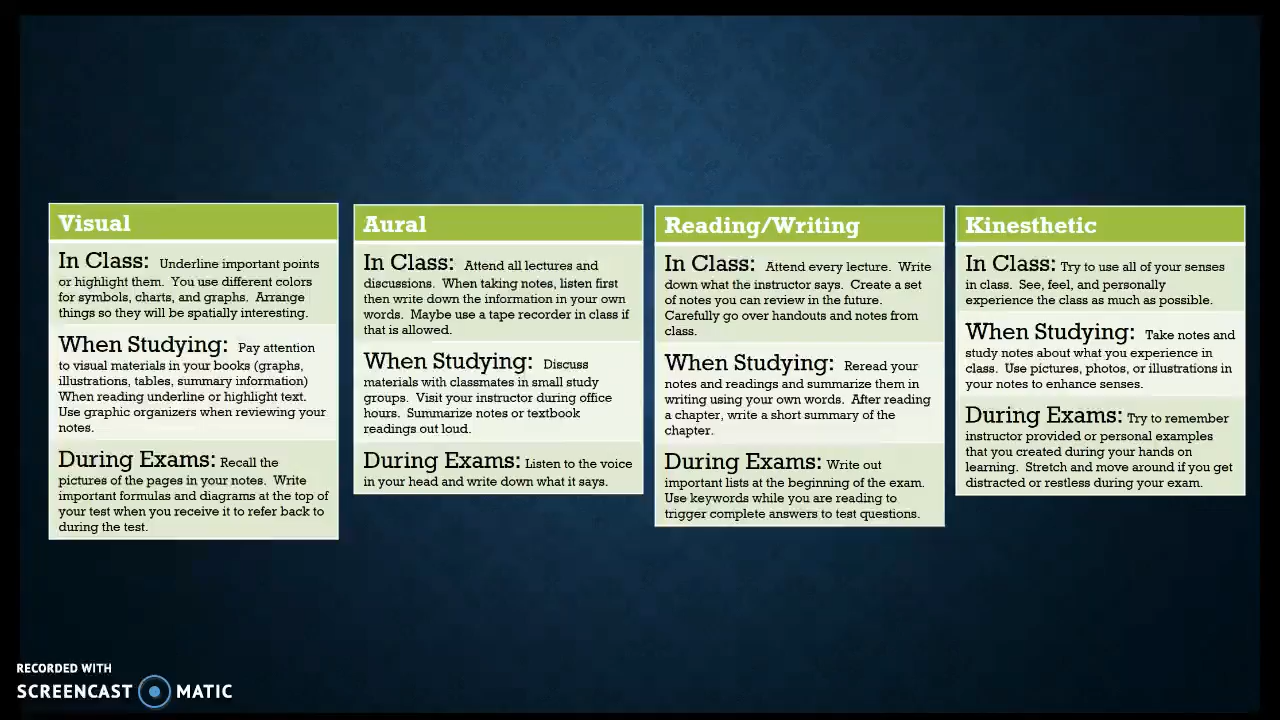 Visual
In Class: Underline important points
or highlight them. You use different colors
for symbols, charts, and graphs. Arrange
things so they will be spatially interesting.
When Studying: Pay attention
to visual materials in your books (graphs,
illustrations, tables, summary information)
When reading underline or highlight text.
Use graphic organizers when reviewing your
notes.
During Exams: Recall the
pictures of the pages in your notes. Write
important formulas and diagrams at the top of
your test when you receive it to refer back to
during the test.
Aural
In Class: Attend all lectures and
discussions. When taking notes, listen first
then write down the information in your own
words. Maybe use a tape recorder in class if
that is allowed.
When Studying: Discuss
materials with classmates in small study
groups. Visit your instructor during office
hours. Summarize notes or textbook
readings out loud.
During Exams: Listen to the voice
in your head and write down what it says.
Reading/Writing
In Class: Attend every lecture. Write
down what the instructor says. Create a set
of notes you can review in the future.
Carefully go over handouts and notes from
class.
When Studying: Reread your
notes and readings and summarize them in
writing using your own words. After reading
a chapter, write a short summary of the
chapter.
During Exams: Write out
important lists at the beginning of the exam.
Use keywords while you are reading to
trigger complete answers to test questions.
Kinesthetic
In Class: Try to use all of your senses
in class. See, feel, and personally
experience the class as much as possible.
When Studying: Take notes and
study notes about what you experience in
class. Use pictures, photos, or illustrations in
your notes to enhance senses.
During Exams: Try to remember
instructor provided or personal examples
that you created during your hands on
learning. Stretch and move around if you get
distracted or restless during your exam.
RECORDED WITH
SCREENCAST MATIC